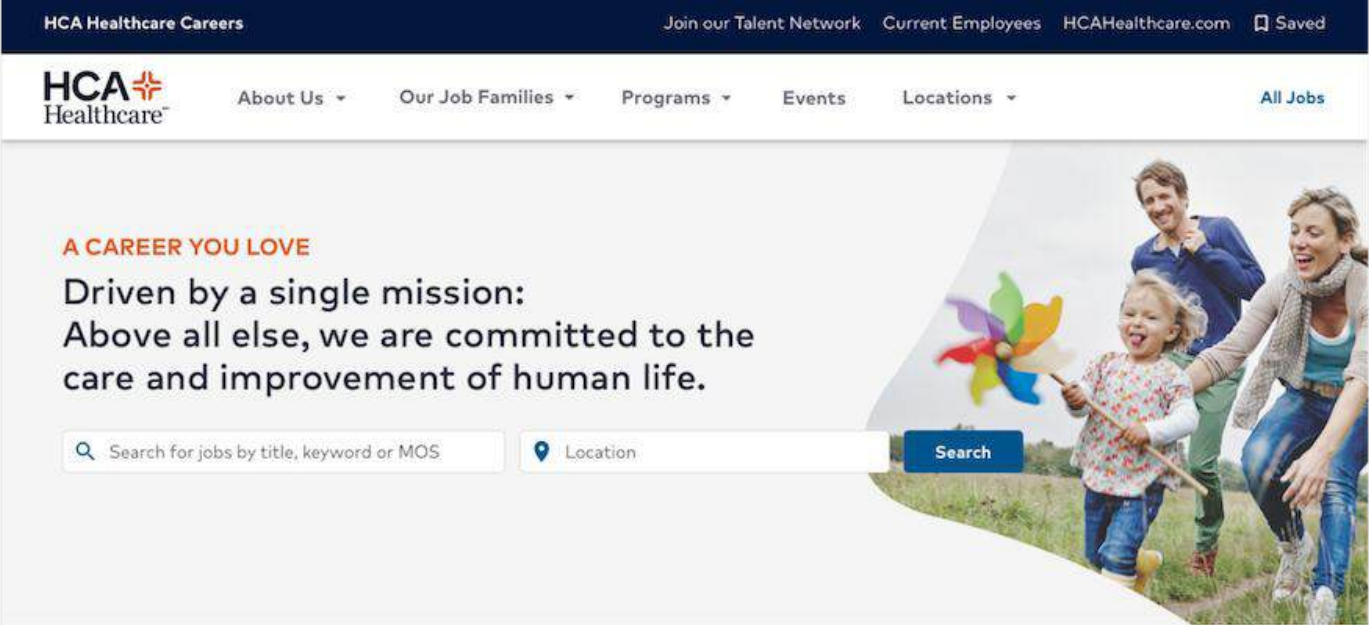 HCA Healthcare Careers
Join our Talent Network Current Employees HCAHealthcare.com Saved
HCA
Healthcare™
About Us Our Job Families Programs Events Locations All Jobs
A CAREER YOU LOVE
Driven by a single mission:
Above all else, we are committed to the
care and improvement of human life.
Search for jobs by title, keyword or MOS Location Search